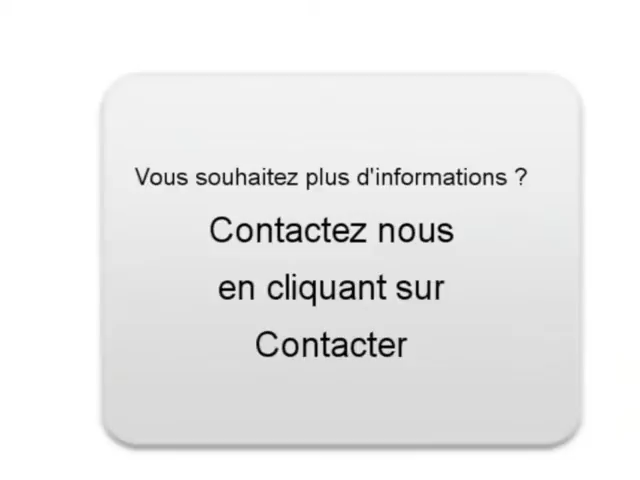 Vous souhaitez plus d'informations ?
Contactez nous
en cliquant sur
Contacter